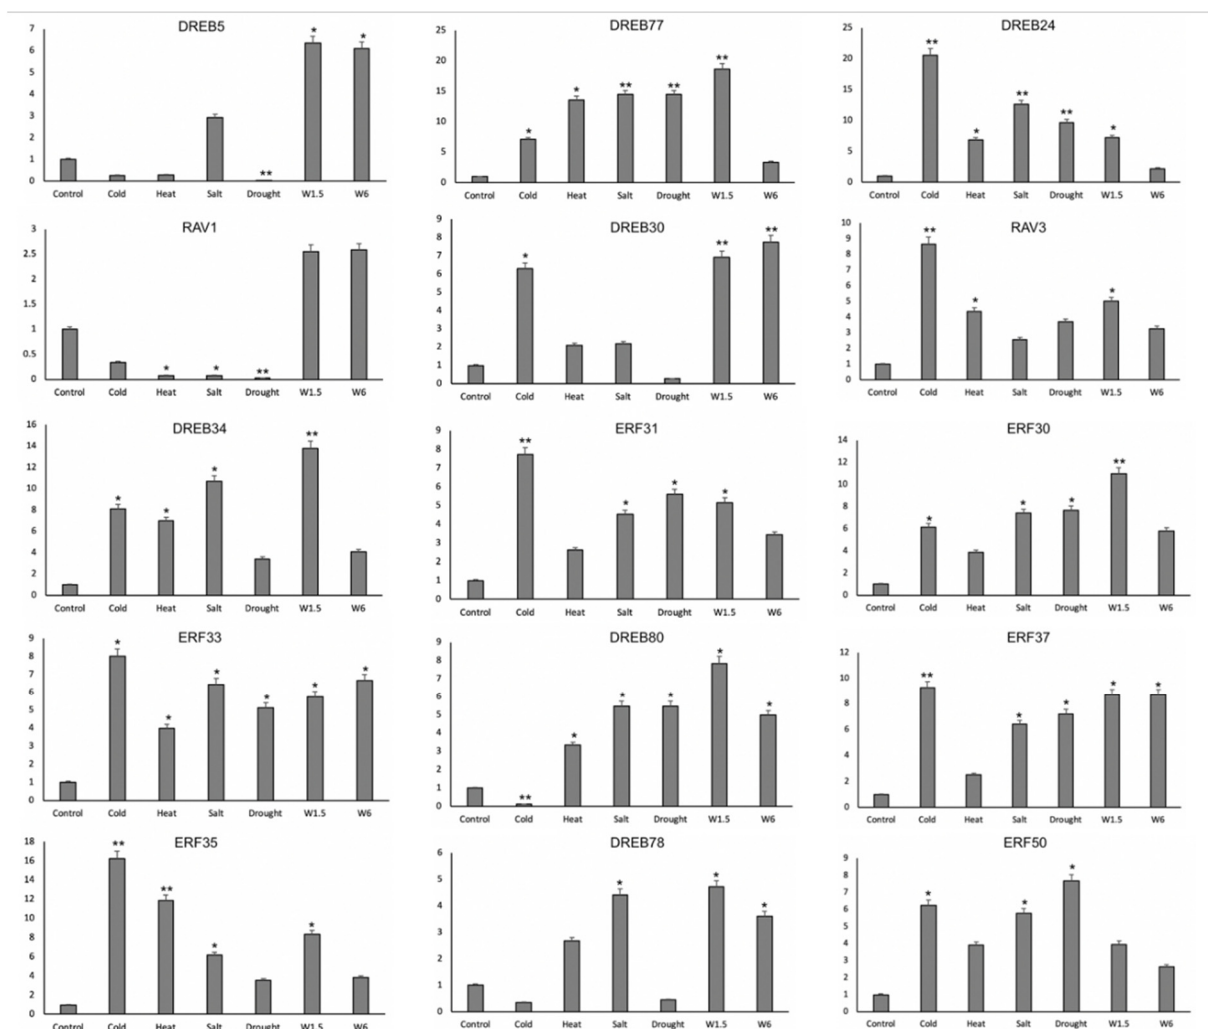 DREB5
7
6
5
4
3
2
1
0
* *
**
Control Cold Heat Salt Drought W1.5 W6
DREB77
25
20
15
10
5
0
* * ** ** **
Control Cold Heat Salt Drought W1.5 W6
DREB24
25
20
15
10
5
0
** * ** ** *
Control Cold Heat Salt Drought W1.5 W6
RAV1
3
2.5
2
1.5
1
0.5
0
* * **
Control Cold Heat Salt Drought W1.5 W6
DREB30
9
8
7
6
5
4
3
2
1
0
* ** **
Control Cold Heat Salt Drought W1.5 W6
RAV3
10
9
8
7
6
5
4
3
2
1
0
** * *
Control Cold Heat Salt Drought W1.5 W6
DREB34
16
14
12
10
8
6
4
2
0
* * * **
Control Cold Heat Salt Drought W1.5 W6
ERF31
9
8
7
6
5
4
3
2
1
0
** * * *
Control Cold Heat Salt Drought W1.5 W6
ERF30
14
12
10
8
6
4
2
0
* * * **
Control Cold Heat Salt Drought W1.5 W6
ERF33
9
8
7
6
5
4
3
2
1
0
* * * * * *
Control Cold Heat Salt Drought W1.5 W6
DREB80
9
8
7
6
5
4
3
2
1
0
** * * * * *
Control Cold Heat Salt Drought W1.5 W6
ERF37
12
10
8
6
4
2
0
** * * * *
Control Cold Heat Salt Drought W1.5 W6
ERF35
18
16
14
12
10
8
6
4
2
0
** ** * *
Control Cold Heat Salt Drought W1.5 W6
DREB78
6
5
4
3
2
1
0
* * *
Control Cold Heat Salt Drought W1.5 W6
ERF50
9
8
7
6
5
4
3
2
1
0
* * *
Control Cold Heat Salt Drought W1.5 W6